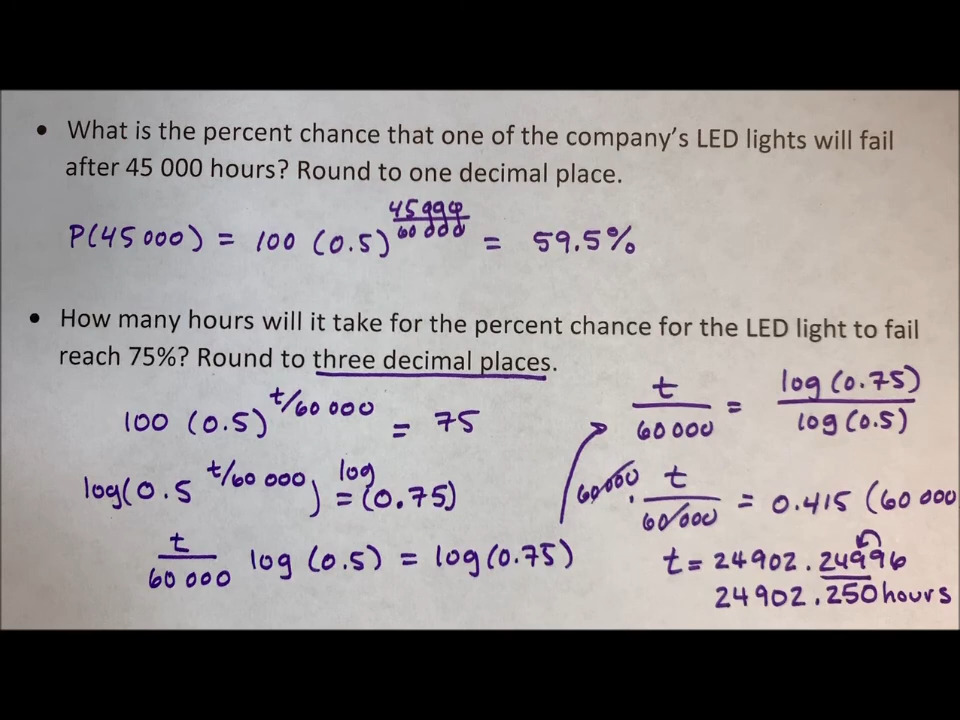 • What is the percent chance that one of the company's LED lights will fail
after 45 000 hours? Round to one decimal place.
P(45 000) = 100 (0.5)^(45 000/60 000) = 59.5%
• How many hours will it take for the percent chance for the LED light to fail
reach 75%? Round to three decimal places.
100 (0.5)^(t/60 000) = 75
log(0.5^(t/60 000)) = log(0.75)
t/60 000 log (0.5) = log(0.75)
t/60 000 = log (0.75)/log (0.5)
60 000 · t/60 000 = 0.415 (60 000
t = 24902.24996
24902.250 hours